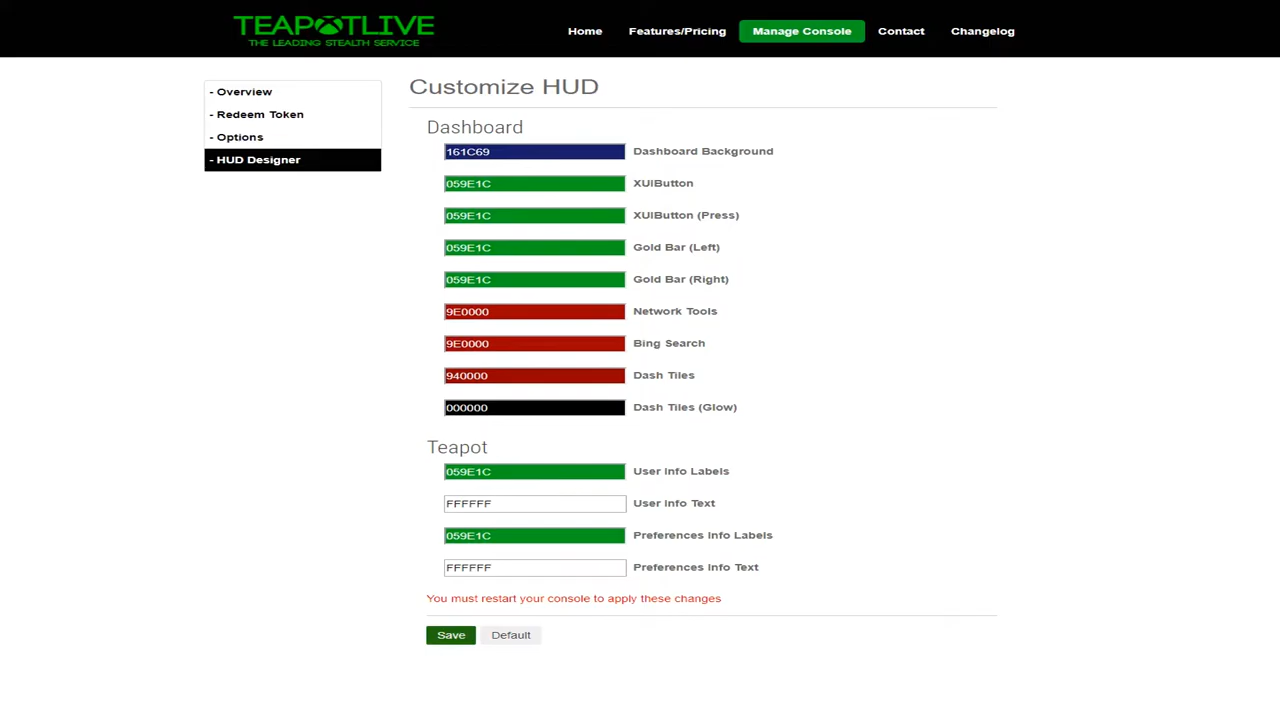 TEAPOTLIVE
THE LEADING STEALTH SERVICE
Home
Features/Pricing
Manage Console
Contact
Changelog
- Overview
- Redeem Token
- Options
- HUD Designer
Customize HUD
Dashboard
161C69 Dashboard Background
059E1C XUIButton
059E1C XUIButton (Press)
059E1C Gold Bar (Left)
059E1C Gold Bar (Right)
9E0000 Network Tools
9E0000 Bing Search
940000 Dash Tiles
000000 Dash Tiles (Glow)
Teapot
059E1C User Info Labels
FFFFFF User Info Text
059E1C Preferences Info Labels
FFFFFF Preferences Info Text
You must restart your console to apply these changes
Save
Default